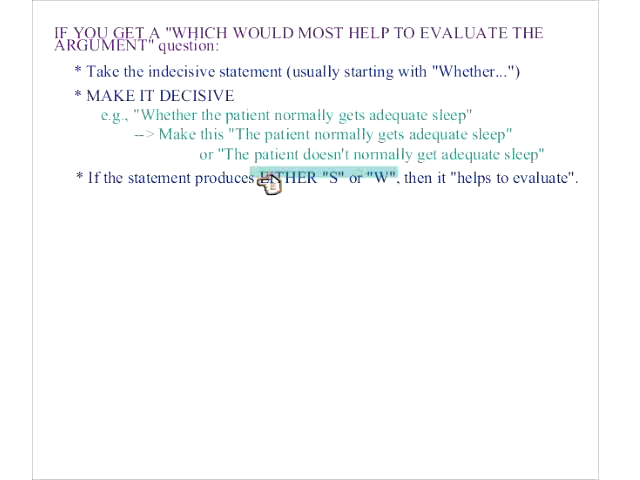 IF YOU GET A "WHICH WOULD MOST HELP TO EVALUATE THE
ARGUMENT" question:
* Take the indecisive statement (usually starting with "Whether...")
* MAKE IT DECISIVE
e.g., "Whether the patient normally gets adequate sleep"
--> Make this "The patient normally gets adequate sleep"
or "The patient doesn't normally get adequate sleep"
* If the statement produces EITHER "S" or "W", then it "helps to evaluate".